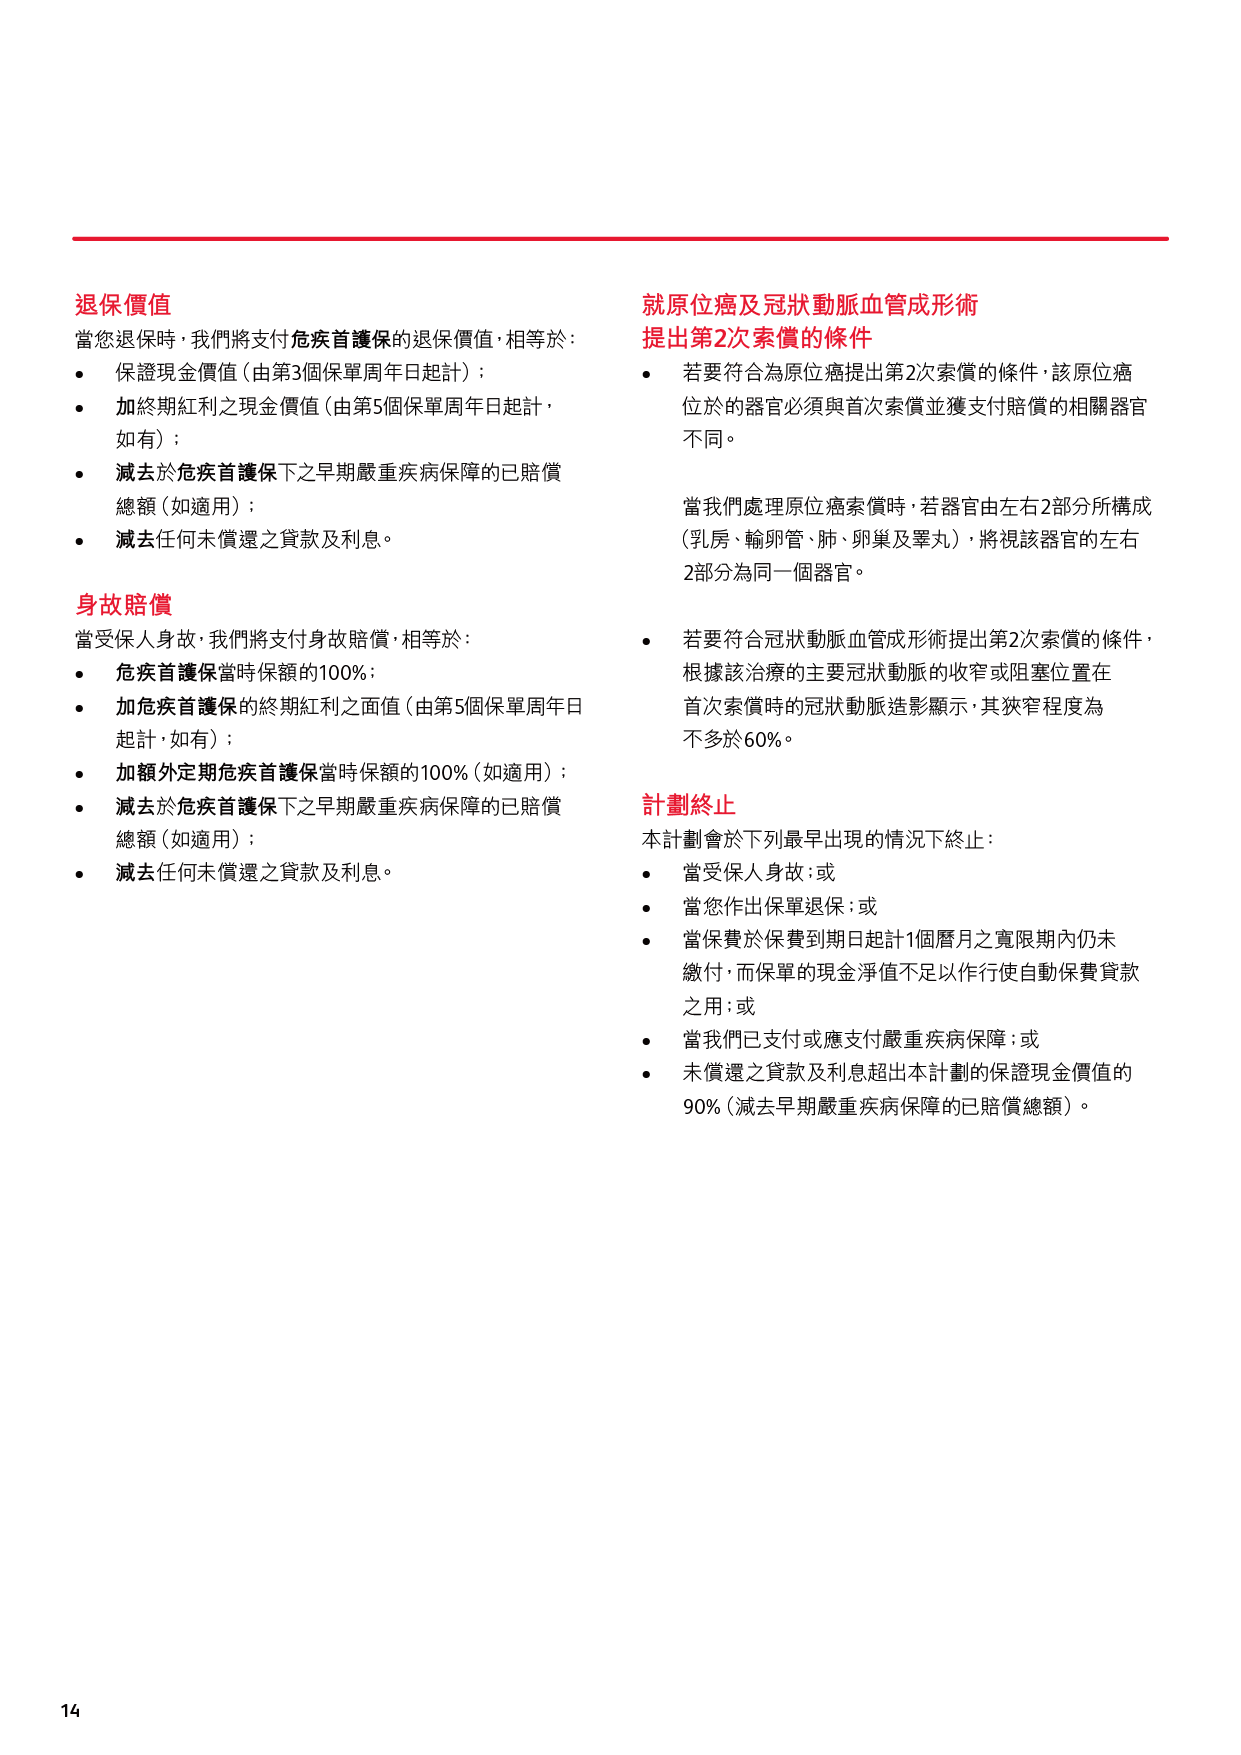 退保價值
當您退保時，我們將支付危疾首護保的退保價值，相等於：
• 保證現金價值（由第3個保單周年日起計）；
• 加終期紅利之現金價值（由第5個保單周年日起計，
如有）；
• 減去於危疾首護保下之早期嚴重疾病保障的已賠償
總額（如適用）；
• 減去任何未償還之貸款及利息。
身故賠償
當受保人身故，我們將支付身故賠償，相等於：
• 危疾首護保當時保額的100%；
• 加危疾首護保的終期紅利之面值（由第5個保單周年日
起計，如有）；
• 加額外定期危疾首護保當時保額的100%（如適用）；
• 減去於危疾首護保下之早期嚴重疾病保障的已賠償
總額（如適用）；
• 減去任何未償還之貸款及利息。
就原位癌及冠狀動脈血管成形術
提出第2次索償的條件
• 若要符合為原位癌提出第2次索償的條件，該原位癌
位於的器官必須與首次索償並獲支付賠償的相關器官
不同。
當我們處理原位癌索償時，若器官由左右2部分所構成
（乳房、輸卵管、肺、卵巢及睪丸），將視該器官的左右
2部分為同一個器官。
• 若要符合冠狀動脈血管成形術提出第2次索償的條件，
根據該治療的主要冠狀動脈的收窄或阻塞位置在
首次索償時的冠狀動脈造影顯示，其狹窄程度為
不多於60%。
計劃終止
本計劃會於下列最早出現的情況下終止：
• 當受保人身故；或
• 當您作出保單退保；或
• 當保費於保費到期日起計1個曆月之寬限期內仍未
繳付，而保單的現金淨值不足以作行使自動保費貸款
之用；或
• 當我們已支付或應支付嚴重疾病保障；或
• 未償還之貸款及利息超出本計劃的保證現金價值的
90%（減去早期嚴重疾病保障的已賠償總額）。
14